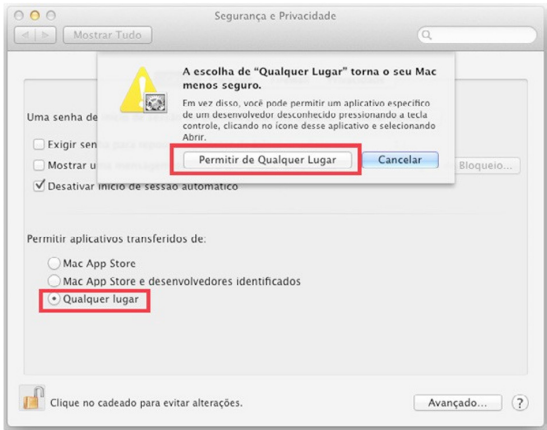 Segurança e Privacidade
Mostrar Tudo
A escolha de "Qualquer Lugar" torna o seu Mac
menos seguro.
Em vez disso, você pode permitir um aplicativo específico
de um desenvolvedor desconhecido pressionando a tecla
controle, clicando no ícone desse aplicativo e selecionando
Abrir.
Permitir de Qualquer Lugar
Cancelar
Uma senha de
Exigir sen
Mostrar u
Bloqueio...
Desativar início de sessão automático
Permitir aplicativos transferidos de:
Mac App Store
Mac App Store e desenvolvedores identificados
Qualquer lugar
Clique no cadeado para evitar alterações.
Avançado...
?